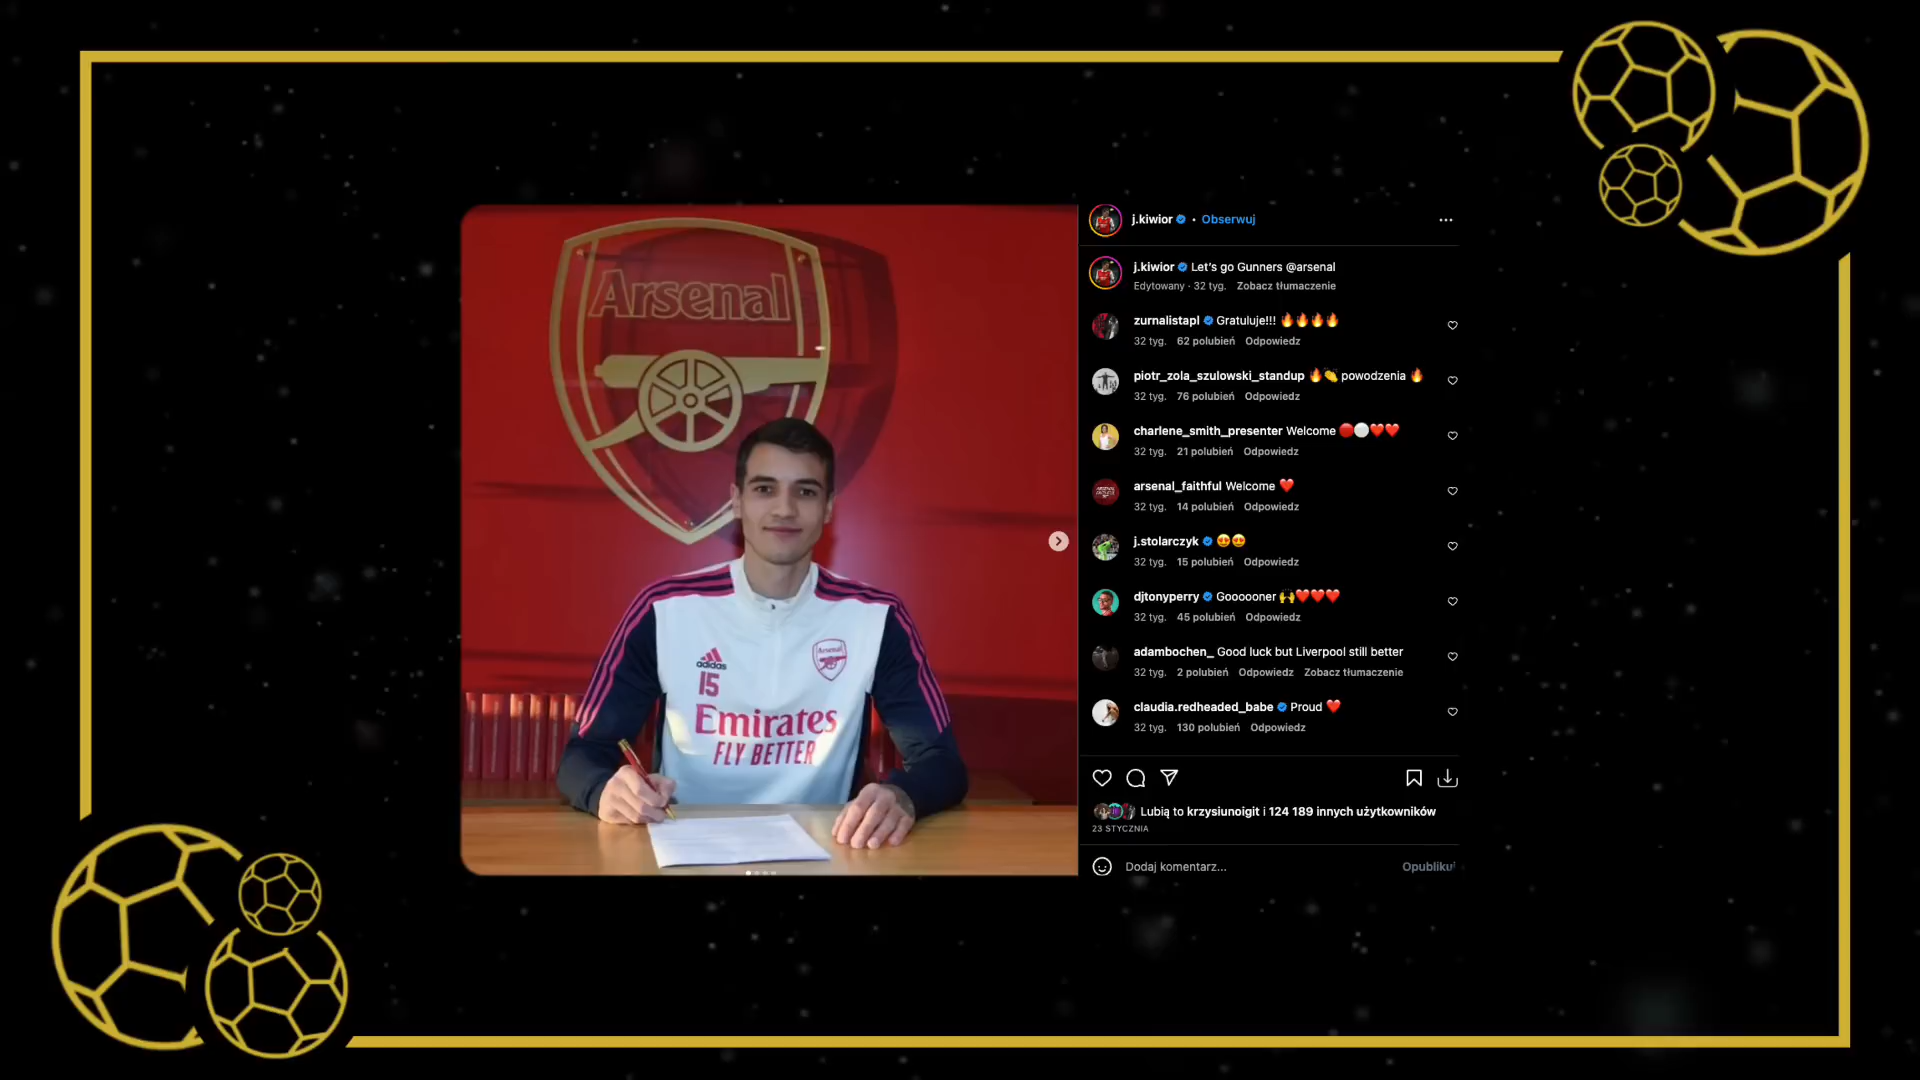 Arsenal
adidas
15
Arsenal
Emirates
FLY BETTER
j.kiwior • Obserwuj
j.kiwior Let's go Gunners @arsenal
Edytowany · 32 tyg. Zobacz tłumaczenie
zurnalistapl Gratuluje!!! 🔥🔥🔥🔥
32 tyg. 62 polubień Odpowiedz
piotr_zola_szulowski_standup 🔥👏 powodzenia 🔥
32 tyg. 76 polubień Odpowiedz
charlene_smith_presenter Welcome 🔴⚪❤️❤️
32 tyg. 21 polubień Odpowiedz
arsenal_faithful Welcome ❤️
32 tyg. 14 polubień Odpowiedz
j.stolarczyk 😍😍
32 tyg. 15 polubień Odpowiedz
djtonyperry Goooooner 🙌❤️❤️❤️
32 tyg. 45 polubień Odpowiedz
adambochen_ Good luck but Liverpool still better
32 tyg. 2 polubień Odpowiedz Zobacz tłumaczenie
claudia.redheaded_babe Proud ❤️
32 tyg. 130 polubień Odpowiedz
Lubią to krzysiunoigit i 124 189 innych użytkowników
23 STYCZNIA
Dodaj komentarz... Opublikuj